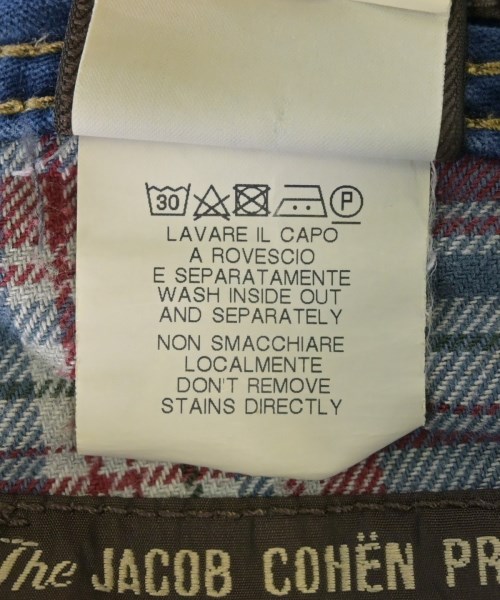 30 P
LAVARE IL CAPO
A ROVESCIO
E SEPARATAMENTE
WASH INSIDE OUT
AND SEPARATELY
NON SMACCHIARE
LOCALMENTE
DON'T REMOVE
STAINS DIRECTLY
The JACOB COHËN PR